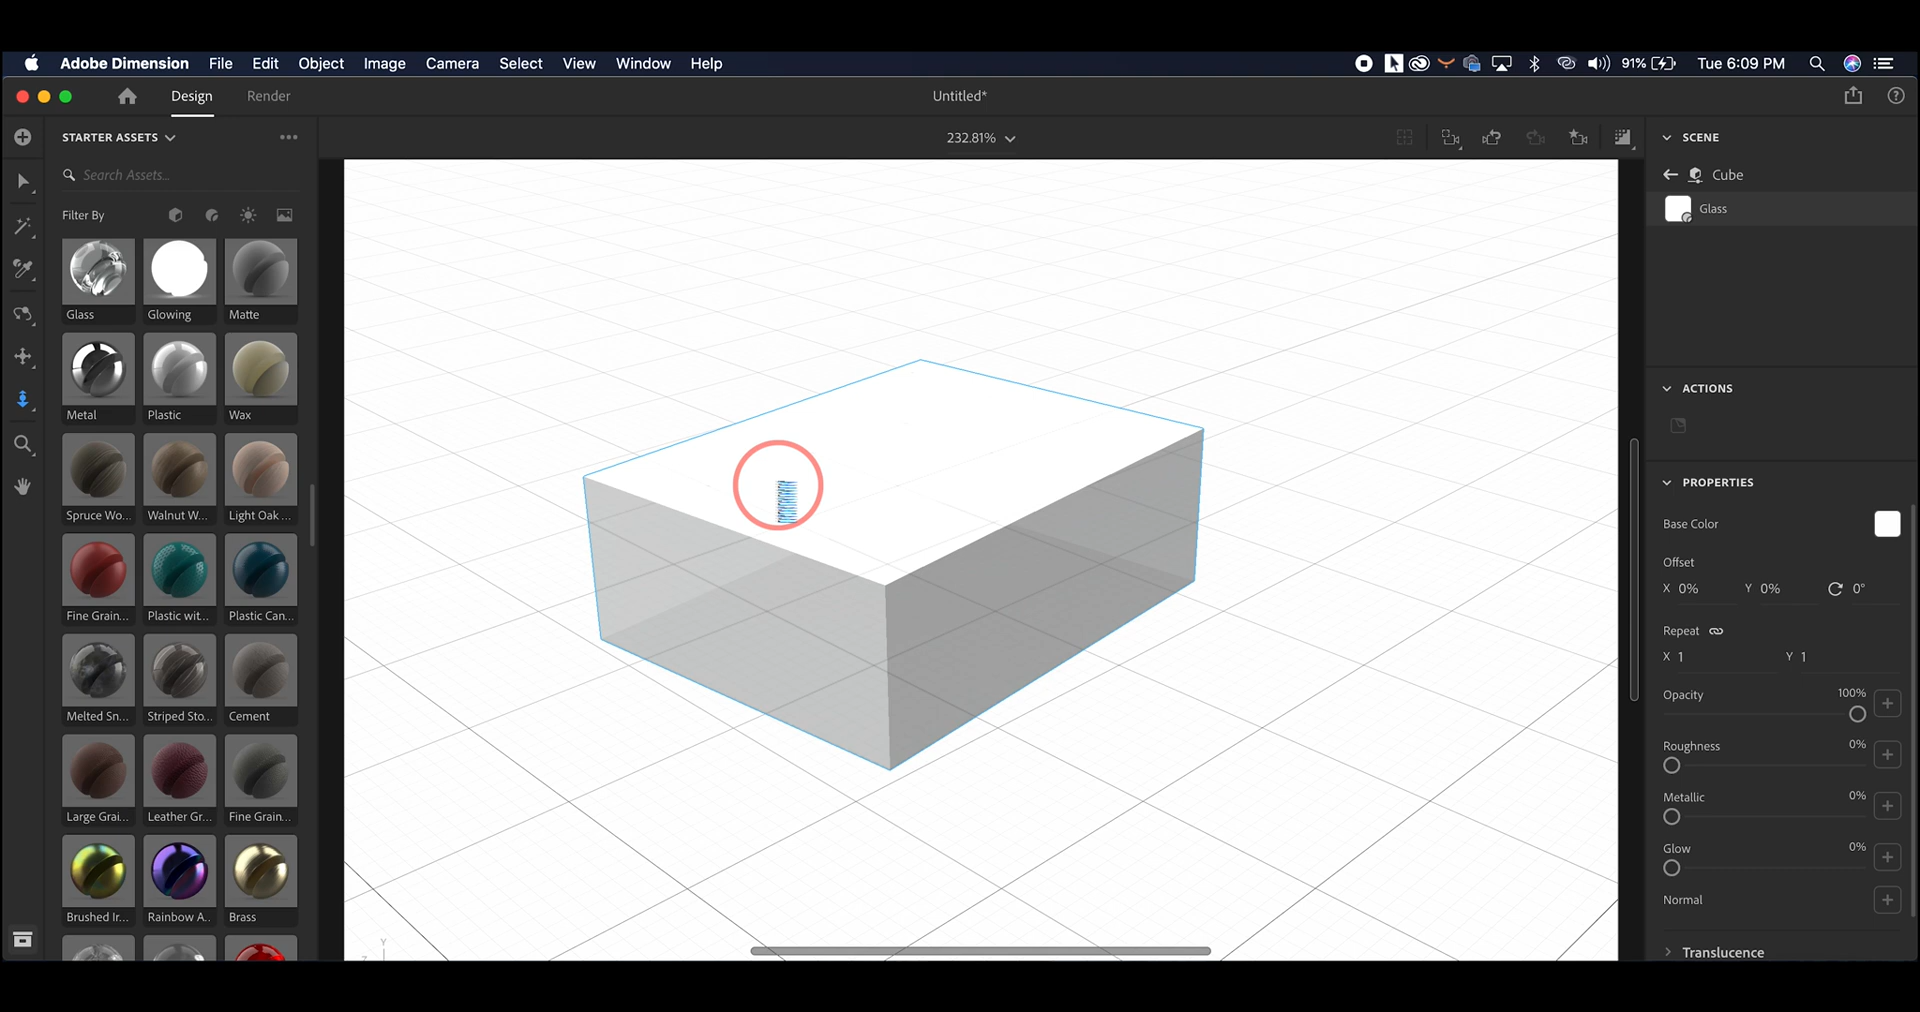 Adobe Dimension File Edit Object Image Camera Select View Window Help 91% Tue 6:09 PM
Design Render Untitled*
STARTER ASSETS
232.81%
Search Assets...
Filter By
Glass Glowing Matte
Metal Plastic Wax
Spruce Wo... Walnut W... Light Oak ...
Fine Grain... Plastic wit... Plastic Can...
Melted Sn... Striped Sto... Cement
Large Grai... Leather Gr... Fine Grain...
Brushed Ir... Rainbow A.. Brass
Y
Z
SCENE
Cube
Glass
ACTIONS
PROPERTIES
Base Color
Offset
X 0% Y 0% 0°
Repeat
X 1 Y 1
Opacity 100%
Roughness 0%
Metallic 0%
Glow 0%
Normal
Translucence